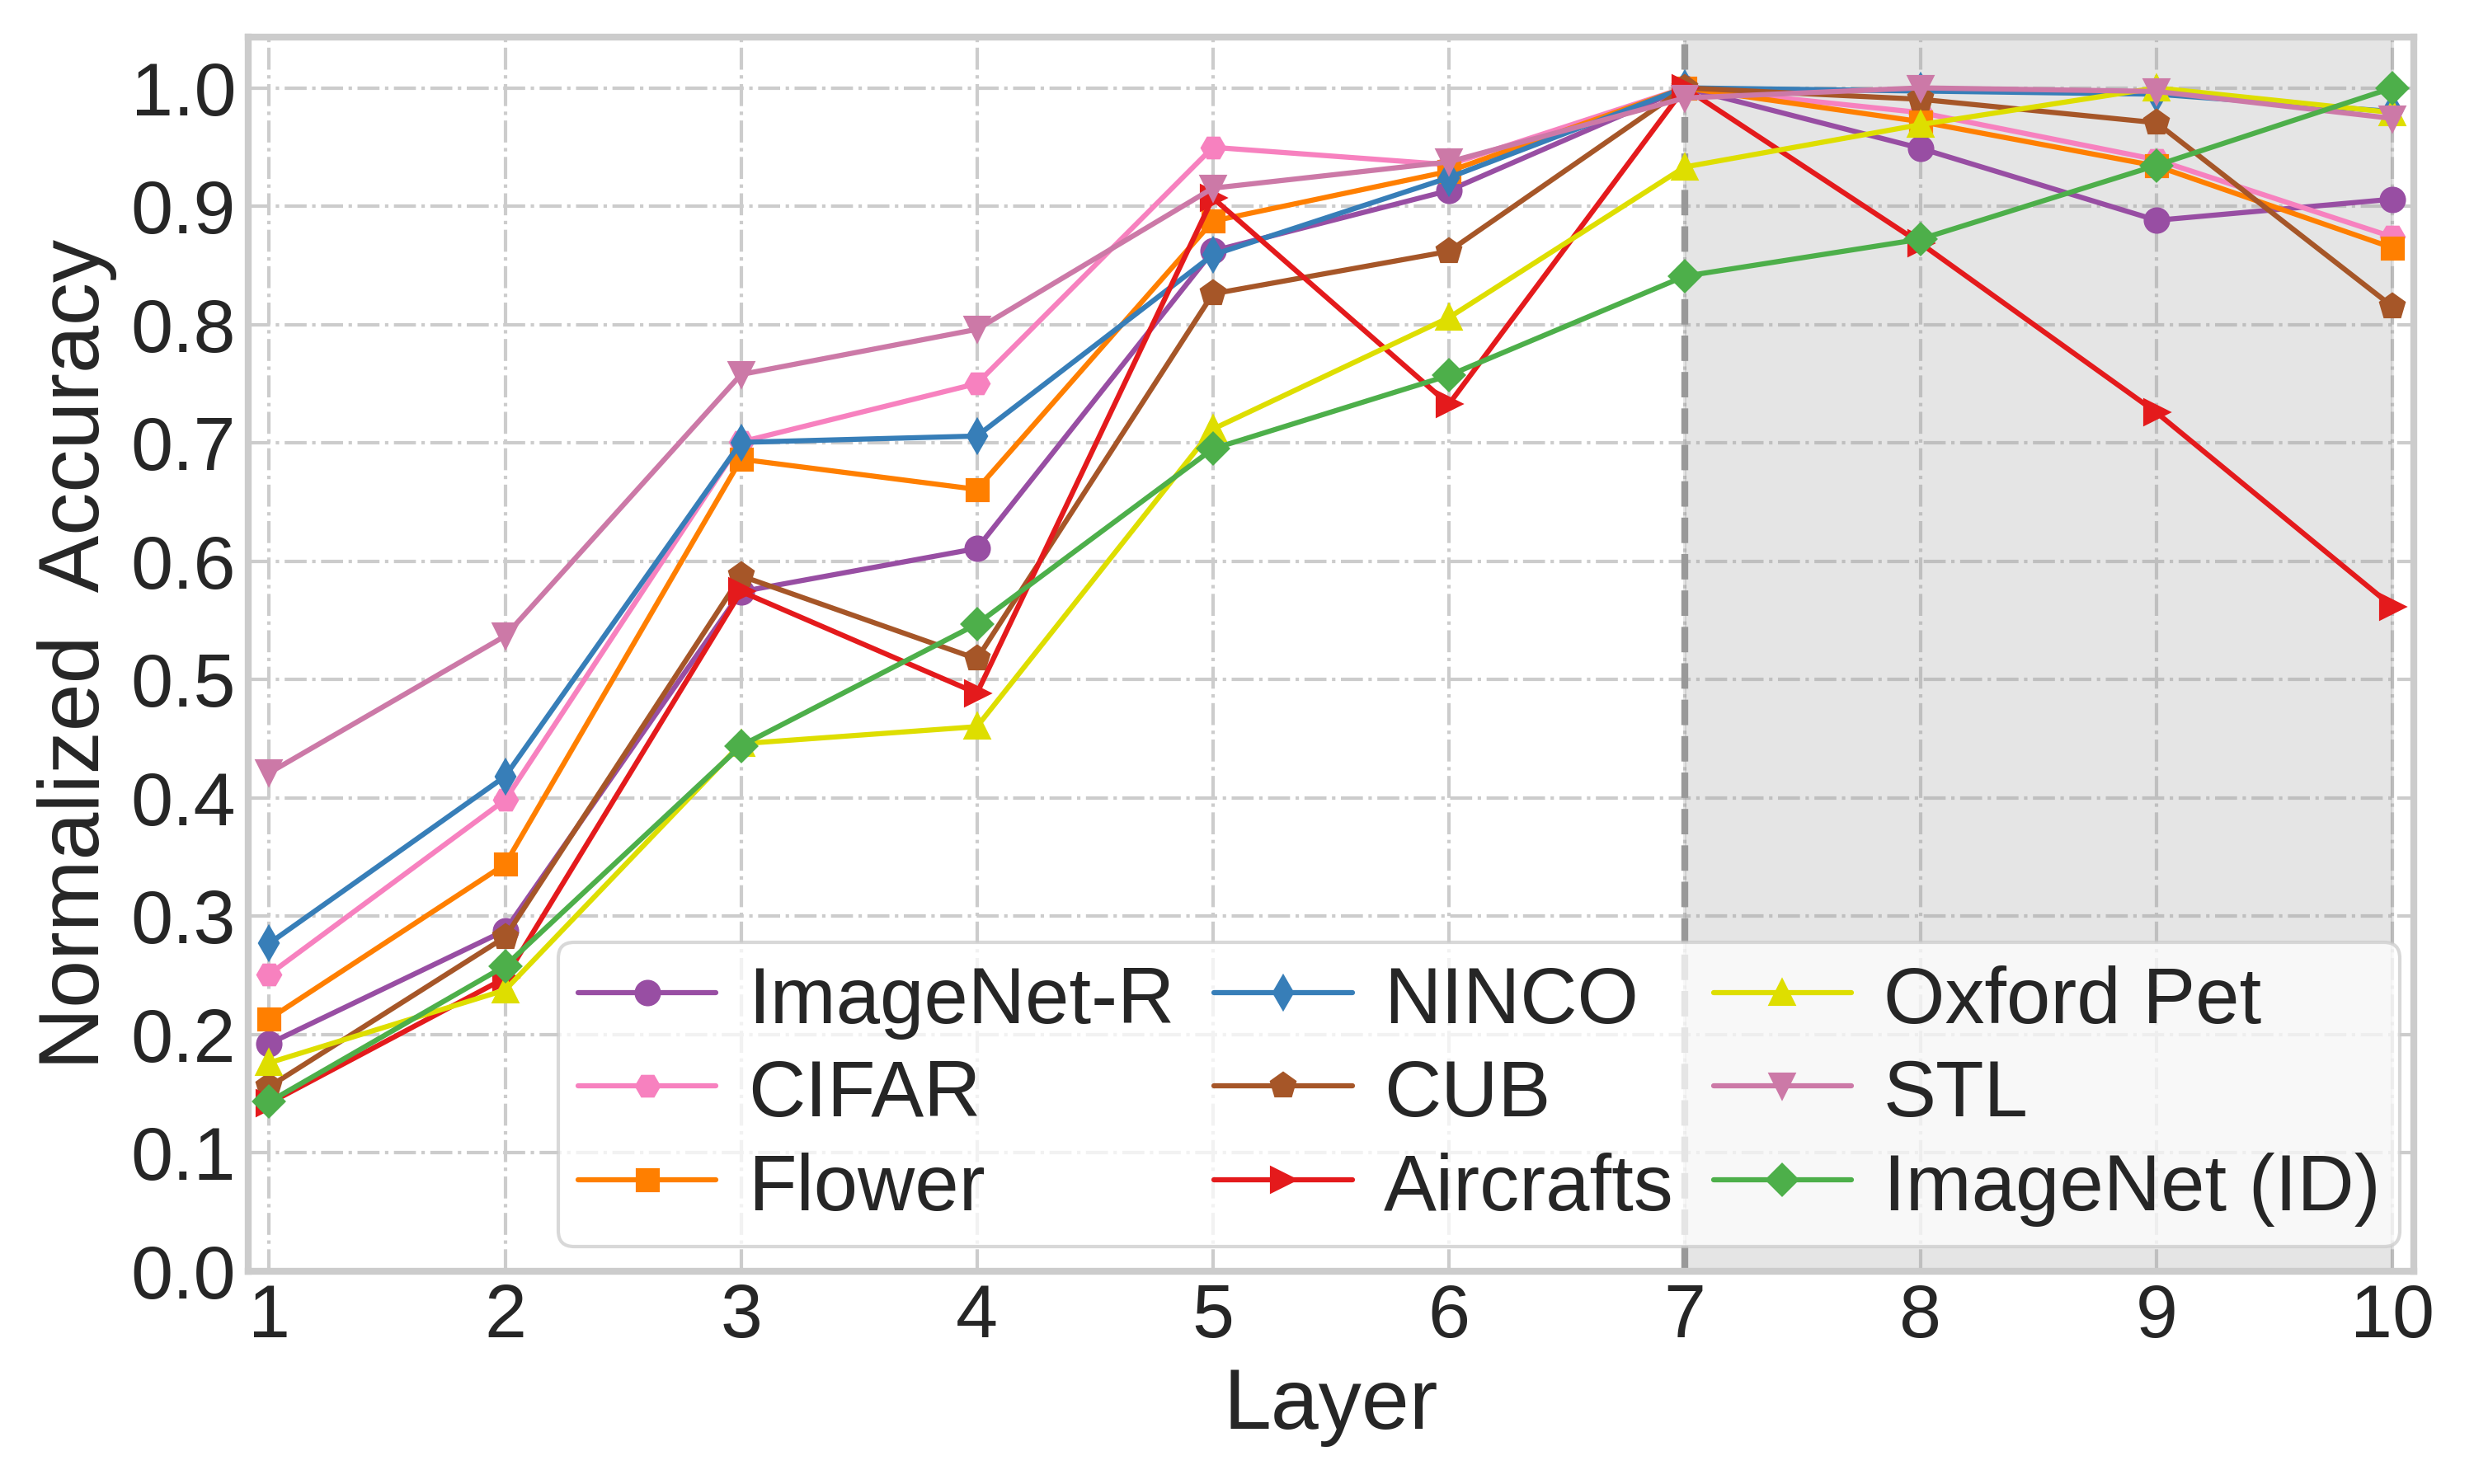 Normalized Accuracy
1.0
0.9
0.8
0.7
0.6
0.5
0.4
0.3
0.2
0.1
0.0
ImageNet-R
CIFAR
Flower
NINCO
CUB
Aircrafts
Oxford Pet
STL
ImageNet (ID)
1 2 3 4 5 6 7 8 9 10
Layer